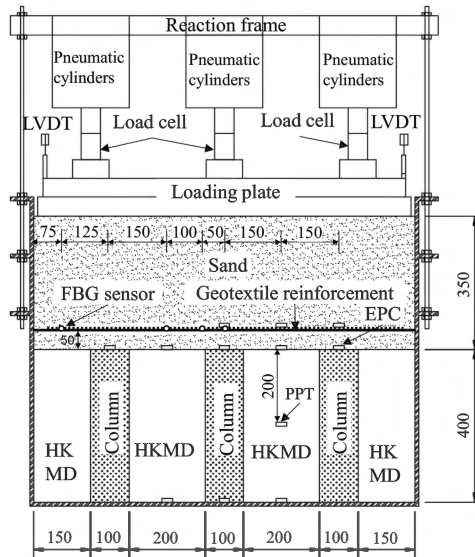 Reaction frame
Pneumatic cylinders
Pneumatic cylinders
Pneumatic cylinders
LVDT
Load cell
Load cell
LVDT
Loading plate
75
125
150
100
50
150
150
Sand
350
FBG sensor
Geotextile reinforcement
EPC
50
200
PPT
HK MD
Column
HKMD
Column
HKMD
Column
HK MD
400
150
100
200
100
200
100
150